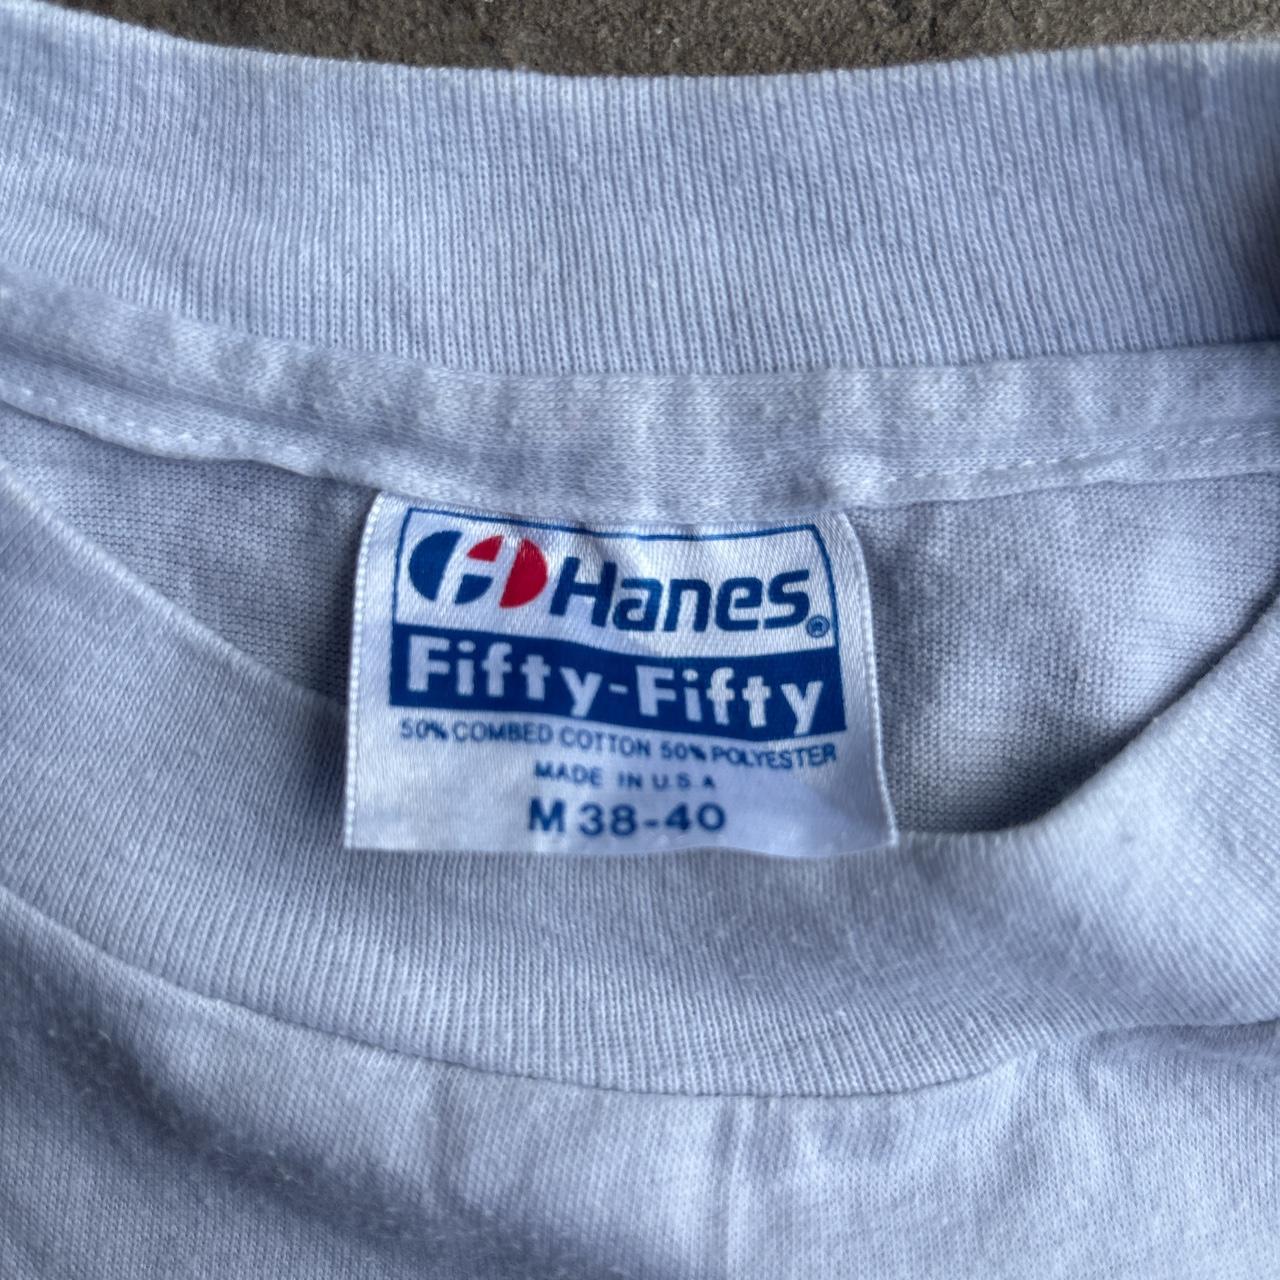 Hanes®
Fifty-Fifty
50% COMBED COTTON 50% POLYESTER
MADE IN U.S.A
M 38-40